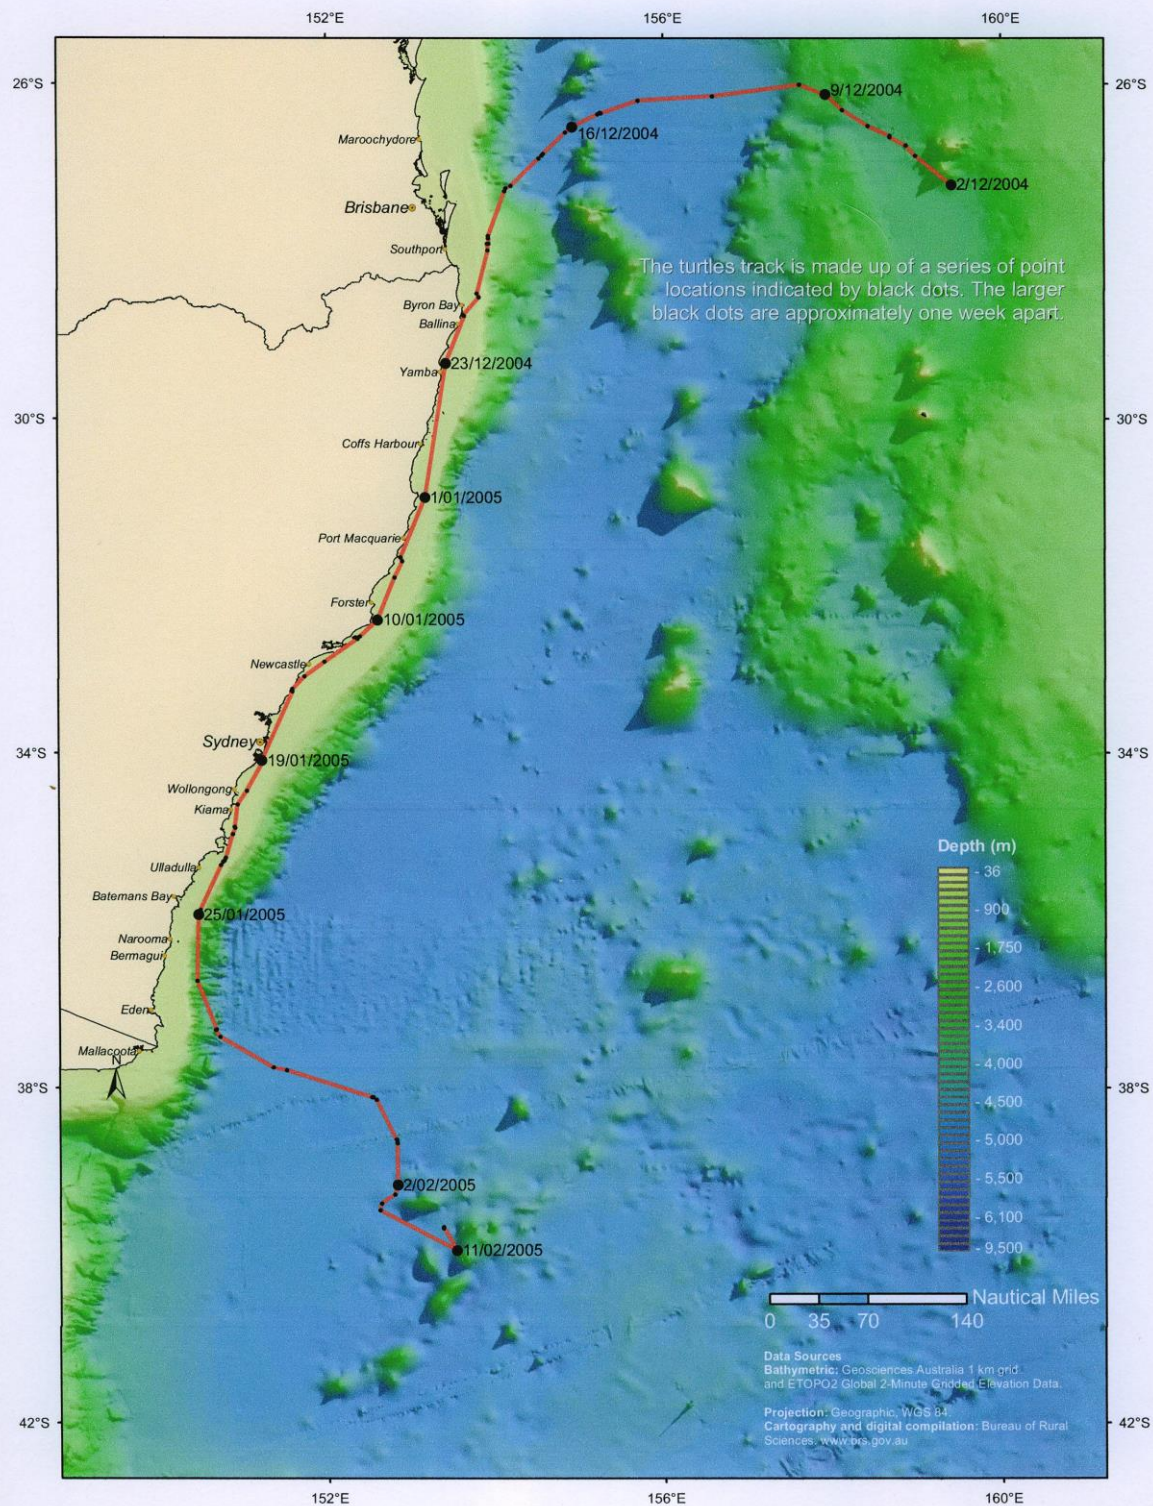 152°E
156°E
160°E
26°S
26°S
9/12/2004
16/12/2004
Maroochydore
2/12/2004
Brisbane
Southport
The turtles track is made up of a series of point
locations indicated by black dots. The larger
black dots are approximately one week apart.
Byron Bay
Ballina
23/12/2004
Yamba
30°S
30°S
Coffs Harbour
1/01/2005
Port Macquarie
Forster
10/01/2005
Newcastle
Sydney
34°S
34°S
19/01/2005
Wollongong
Kiama
Depth (m)
Ulladulla
- 36
Batemans Bay
- 900
25/01/2005
Narooma
- 1,750
Bermagui
- 2,600
Eden
- 3,400
Mallacoota
N
- 4,000
38°S
38°S
- 4,500
- 5,000
2/02/2005
- 5,500
- 6,100
11/02/2005
- 9,500
Nautical Miles
0 35 70 140
Data Sources
Bathymetric: Geosciences Australia 1 km grid
and ETOPO2 Global 2-Minute Gridded Elevation Data.
Projection: Geographic, WGS 84.
Cartography and digital compilation: Bureau of Rural
Sciences. www.brs.gov.au
42°S
42°S
152°E
156°E
160°E